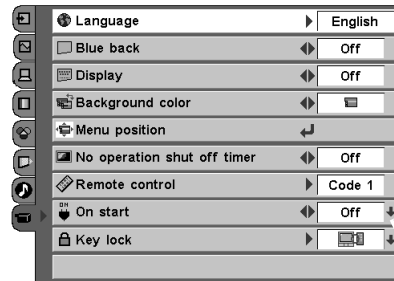 Language English
Blue back Off
Display Off
Background color
Menu position
No operation shut off timer Off
Remote control Code 1
ON
On start Off
Key lock